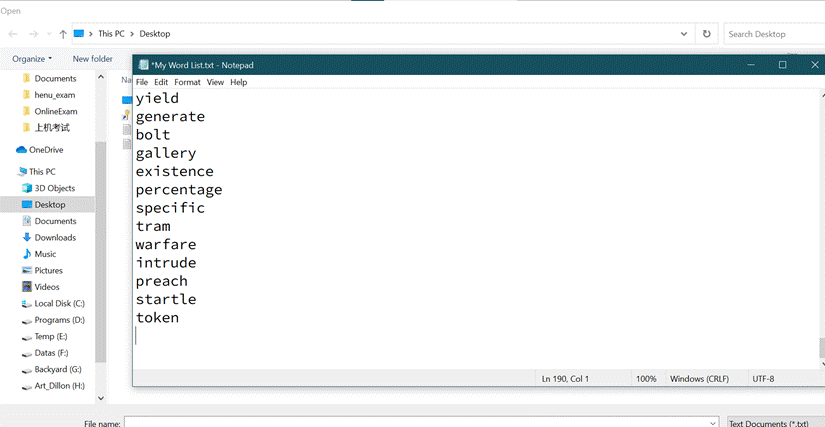 Open
This PC > Desktop
Search Desktop
Organize
New folder
*My Word List.txt - Notepad
File Edit Format View Help
Documents
henu_exam
OnlineExam
上机考试
OneDrive
This PC
3D Objects
Desktop
Documents
Downloads
Music
Pictures
Videos
Local Disk (C:)
Programs (D:)
Temp (E:)
Datas (F:)
Backyard (G:)
Art_Dillon (H:)
yield
generate
bolt
gallery
existence
percentage
specific
tram
warfare
intrude
preach
startle
token
Ln 190, Col 1
100%
Windows (CRLF)
UTF-8
File name:
Text Documents (*.txt)